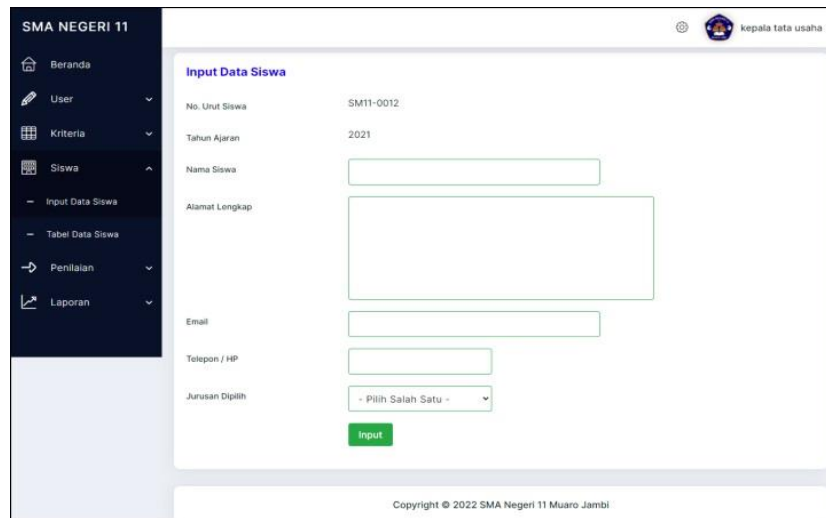 SMA NEGERI 11
kepala tata usaha
Beranda
User
Kriteria
Siswa
Input Data Siswa
Tabel Data Siswa
Penilaian
Laporan
Input Data Siswa
No. Urut Siswa SM11-0012
Tahun Ajaran 2021
Nama Siswa
Alamat Lengkap
Email
Telepon / HP
Jurusan Dipilih - Pilih Salah Satu -
Input
Copyright © 2022 SMA Negeri 11 Muaro Jambi